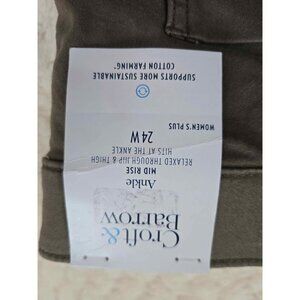 Croft&
Barrow
Ankle
MID RISE
RELAXED THROUGH HIP & THIGH
HITS AT THE ANKLE
24W
WOMEN'S PLUS
SUPPORTS MORE SUSTAINABLE
COTTON FARMING.